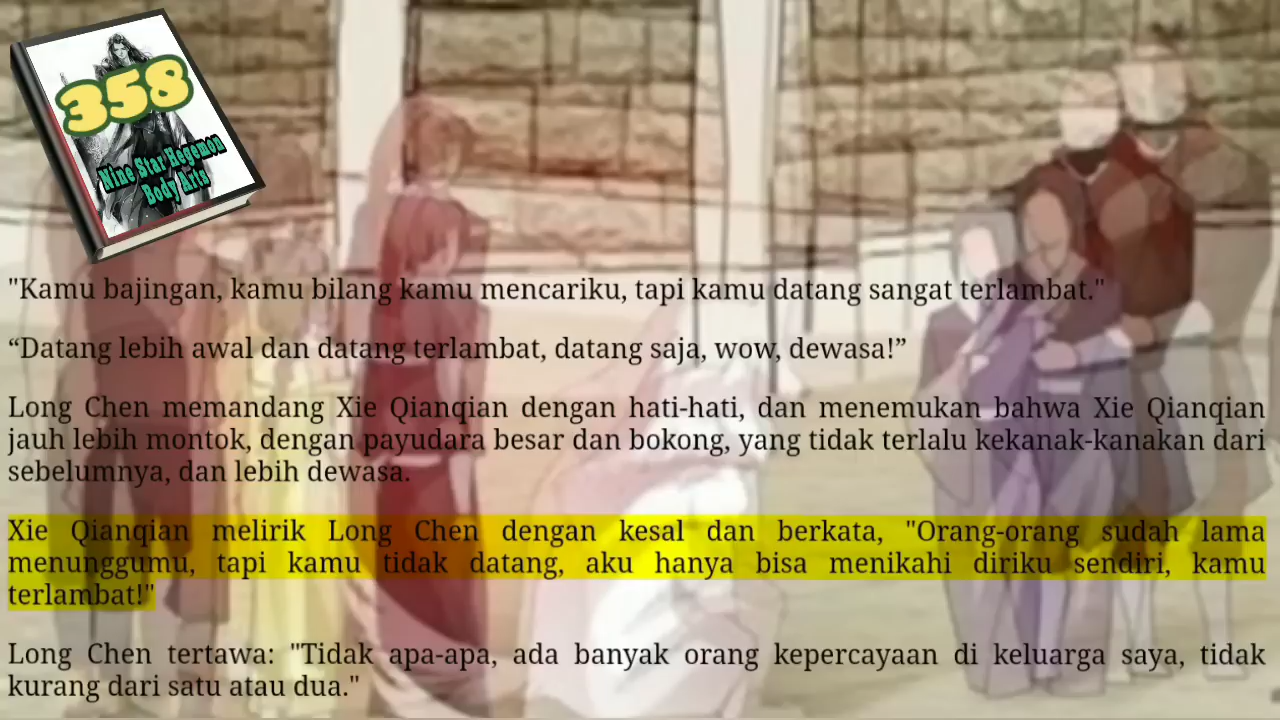 358
Nine Star Hegemon
Body Arts
"Kamu bajingan, kamu bilang kamu mencariku, tapi kamu datang sangat terlambat."
“Datang lebih awal dan datang terlambat, datang saja, wow, dewasa!”
Long Chen memandang Xie Qianqian dengan hati-hati, dan menemukan bahwa Xie Qianqian
jauh lebih montok, dengan payudara besar dan bokong, yang tidak terlalu kekanak-kanakan dari
sebelumnya, dan lebih dewasa.
Xie Qianqian melirik Long Chen dengan kesal dan berkata, "Orang-orang sudah lama
menunggumu, tapi kamu tidak datang, aku hanya bisa menikahi diriku sendiri, kamu
terlambat!"
Long Chen tertawa: "Tidak apa-apa, ada banyak orang kepercayaan di keluarga saya, tidak
kurang dari satu atau dua."